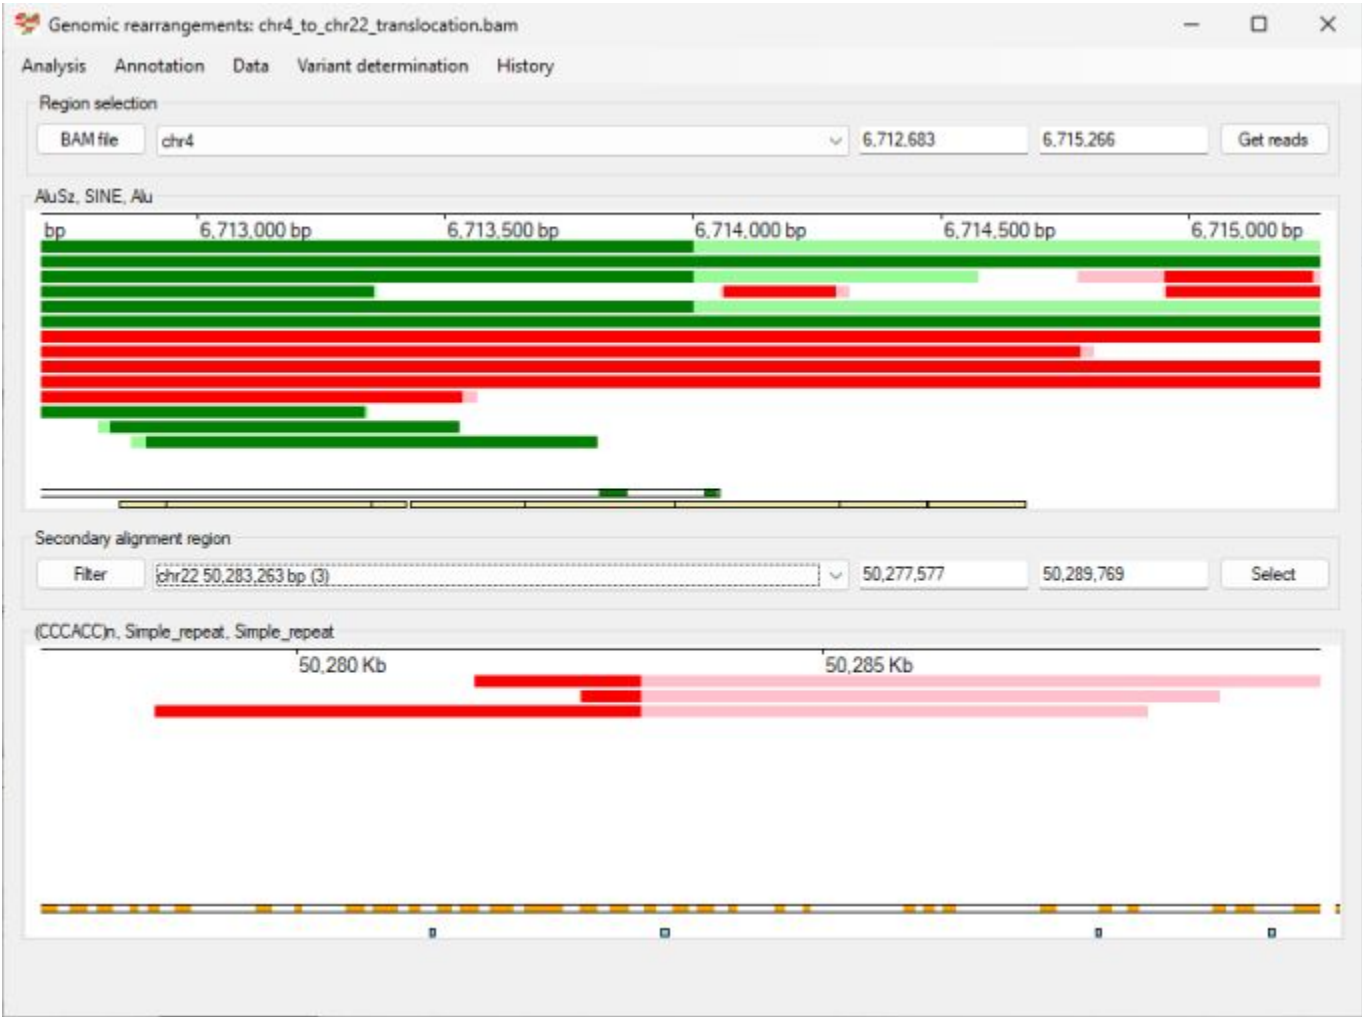 Genomic rearrangements: chr4_to_chr22_translocation.bam
Analysis Annotation Data Variant determination History
Region selection
BAM file chr4 6,712,683 6,715,266 Get reads
AluSz, SINE, Alu
bp 6,713,000 bp 6,713,500 bp 6,714,000 bp 6,714,500 bp 6,715,000 bp
Secondary alignment region
Filter chr22 50,283,263 bp (3) 50,277,577 50,289,769 Select
(CCCACC)n, Simple_repeat, Simple_repeat
50,280 Kb 50,285 Kb